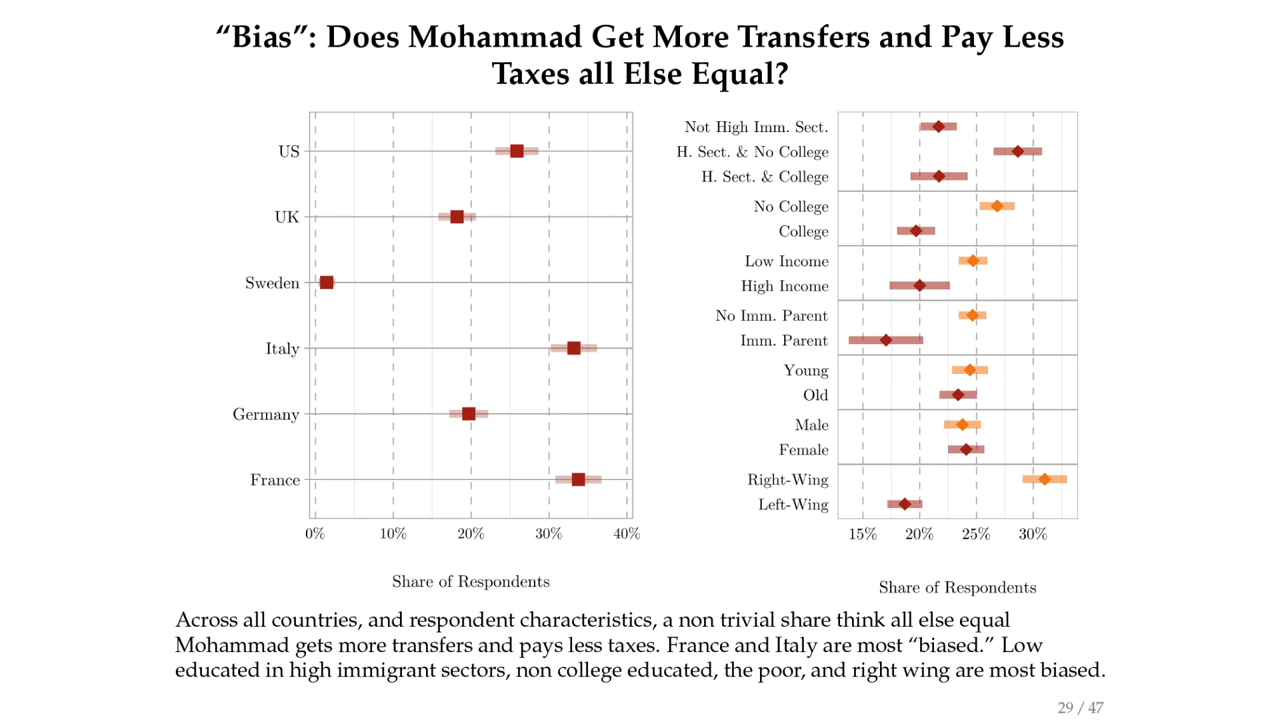 “Bias”: Does Mohammad Get More Transfers and Pay Less
Taxes all Else Equal?
US
UK
Sweden
Italy
Germany
France
0% 10% 20% 30% 40%
Share of Respondents
Not High Imm. Sect.
H. Sect. & No College
H. Sect. & College
No College
College
Low Income
High Income
No Imm. Parent
Imm. Parent
Young
Old
Male
Female
Right-Wing
Left-Wing
15% 20% 25% 30%
Share of Respondents
Across all countries, and respondent characteristics, a non trivial share think all else equal
Mohammad gets more transfers and pays less taxes. France and Italy are most “biased.” Low
educated in high immigrant sectors, non college educated, the poor, and right wing are most biased.
29 / 47